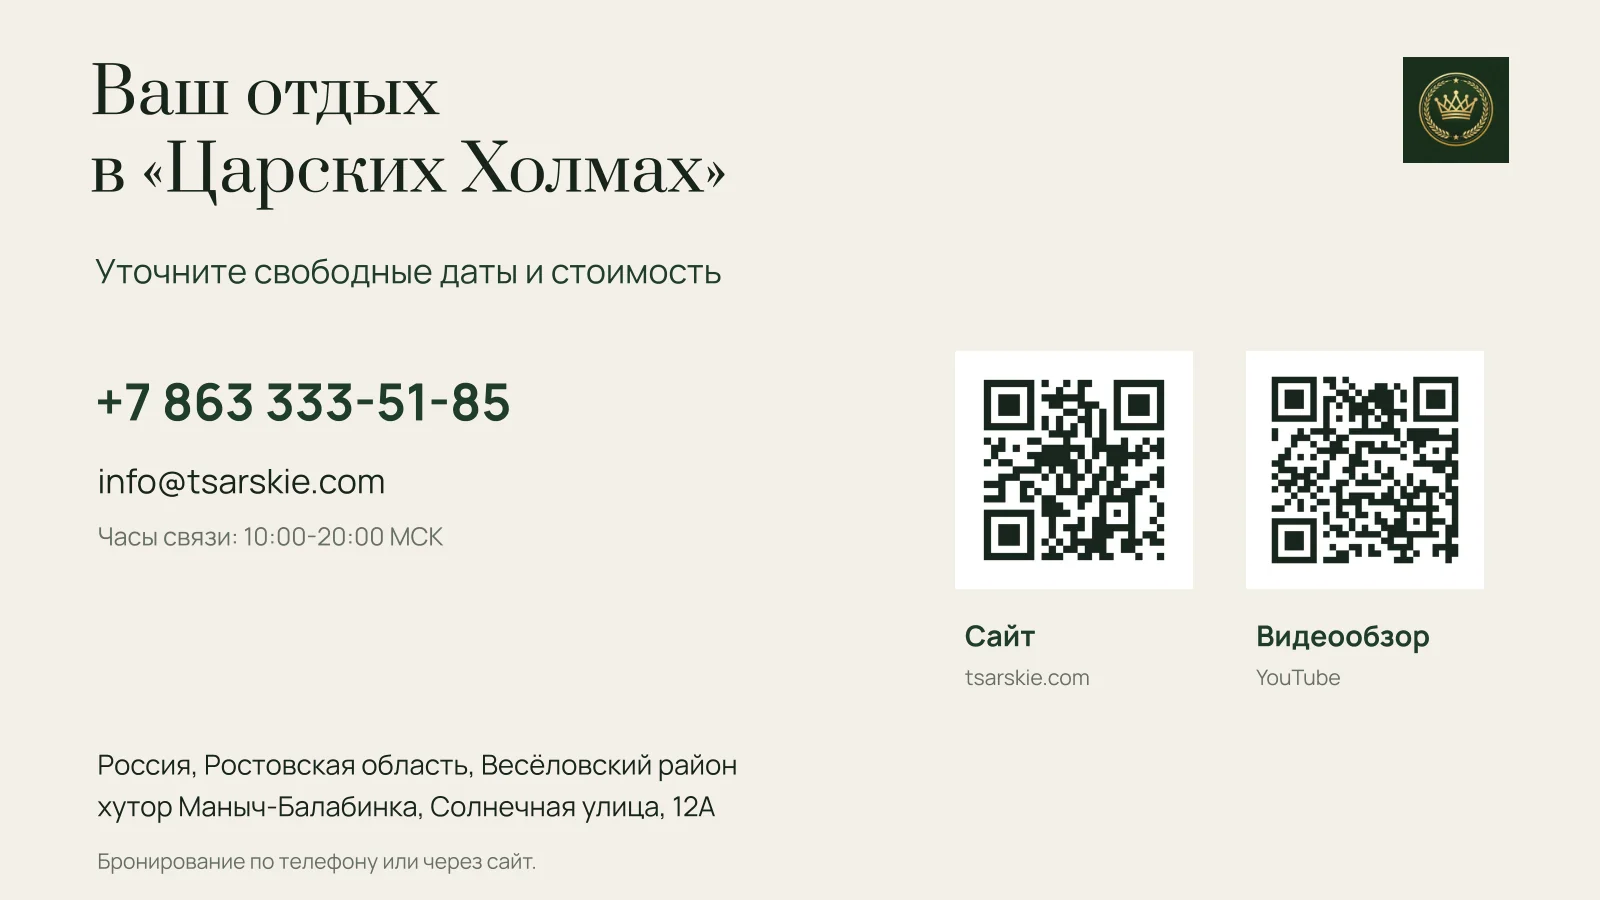 Ваш отдых
в «Царских Холмах»
Уточните свободные даты и стоимость
+7 863 333-51-85
info@tsarskie.com
Часы связи: 10:00-20:00 МСК
Сайт
tsarskie.com
Видеообзор
YouTube
Россия, Ростовская область, Весёловский район
хутор Маныч-Балабинка, Солнечная улица, 12А
Бронирование по телефону или через сайт.